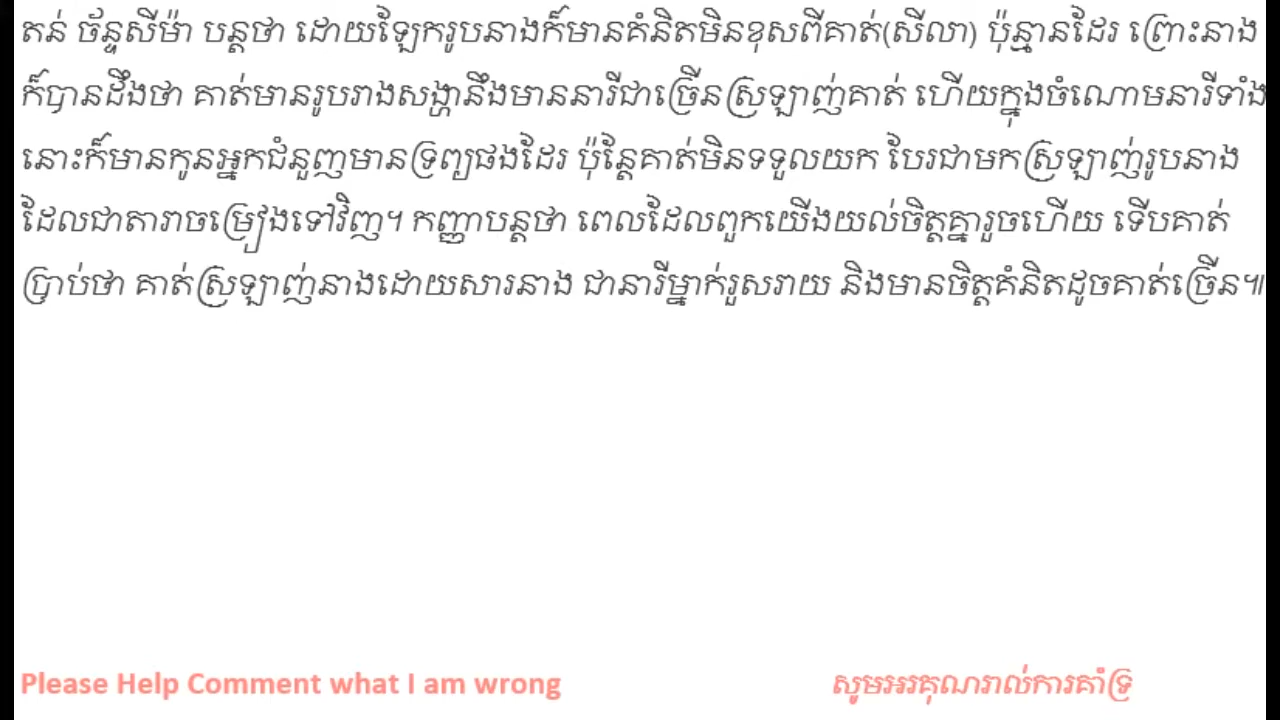 តន់ ច័ន្ទសីម៉ា បន្តថា ដោយឡែករូបនាងក៏មានគំនិតមិនខុសពីគាត់(សីលា) ប៉ុន្មានដែរ ព្រោះនាង
ក៏បានដឹងថា គាត់មានរូបរាងសង្ហានឹងមាននារីជាច្រើនស្រឡាញ់គាត់ ហើយក្នុងចំណោមនារីទាំង
នោះក៏មានកូនអ្នកជំនួញមានទ្រព្យផងដែរ ប៉ុន្តែគាត់មិនទទួលយក បែរជាមកស្រឡាញ់រូបនាង
ដែលជាតារាចម្រៀងទៅវិញ។ កញ្ញាបន្តថា ពេលដែលពួកយើងយល់ចិត្តគ្នារួចហើយ ទើបគាត់
ប្រាប់ថា គាត់ស្រឡាញ់នាងដោយសារនាង ជានារីម្នាក់រួសរាយ និងមានចិត្តគំនិតដូចគាត់ច្រើន៕
Please Help Comment what I am wrong សូមអរគុណរាល់ការគាំទ្រ